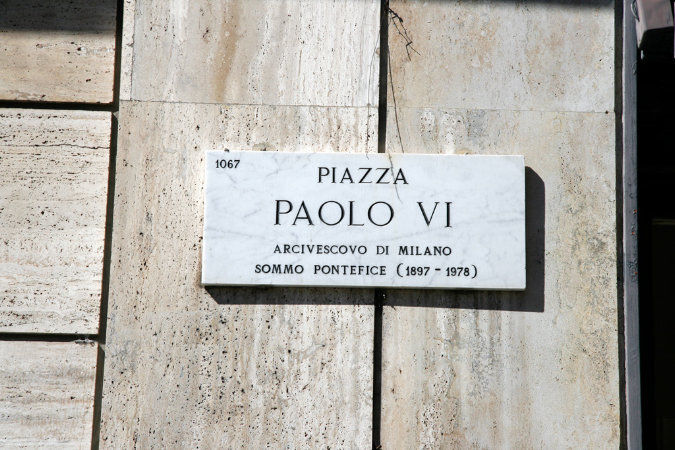 1067
PIAZZA
PAOLO VI
ARCIVESCOVO DI MILANO
SOMMO PONTEFICE (1897 - 1978)